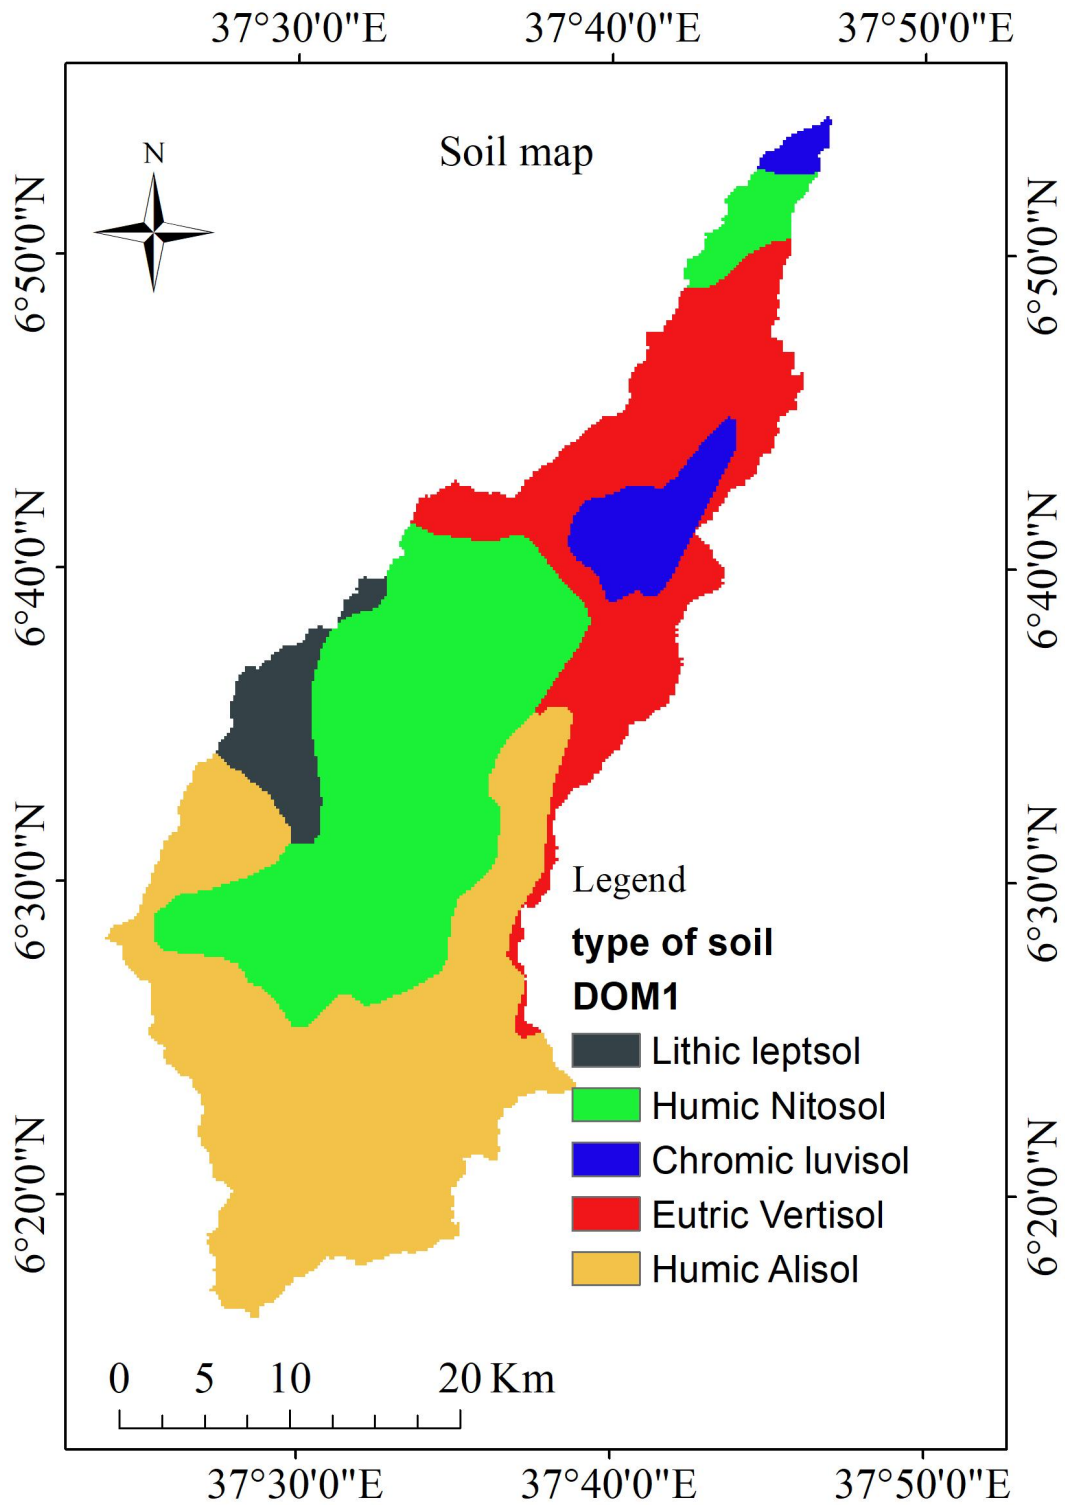 37°30'0"E 37°40'0"E 37°50'0"E
N
Soil map
6°50'0"N
6°50'0"N
6°40'0"N
6°40'0"N
6°30'0"N
6°30'0"N
6°20'0"N
6°20'0"N
Legend
type of soil
DOM1
Lithic leptsol
Humic Nitosol
Chromic luvisol
Eutric Vertisol
Humic Alisol
0 5 10 20 Km
37°30'0"E 37°40'0"E 37°50'0"E